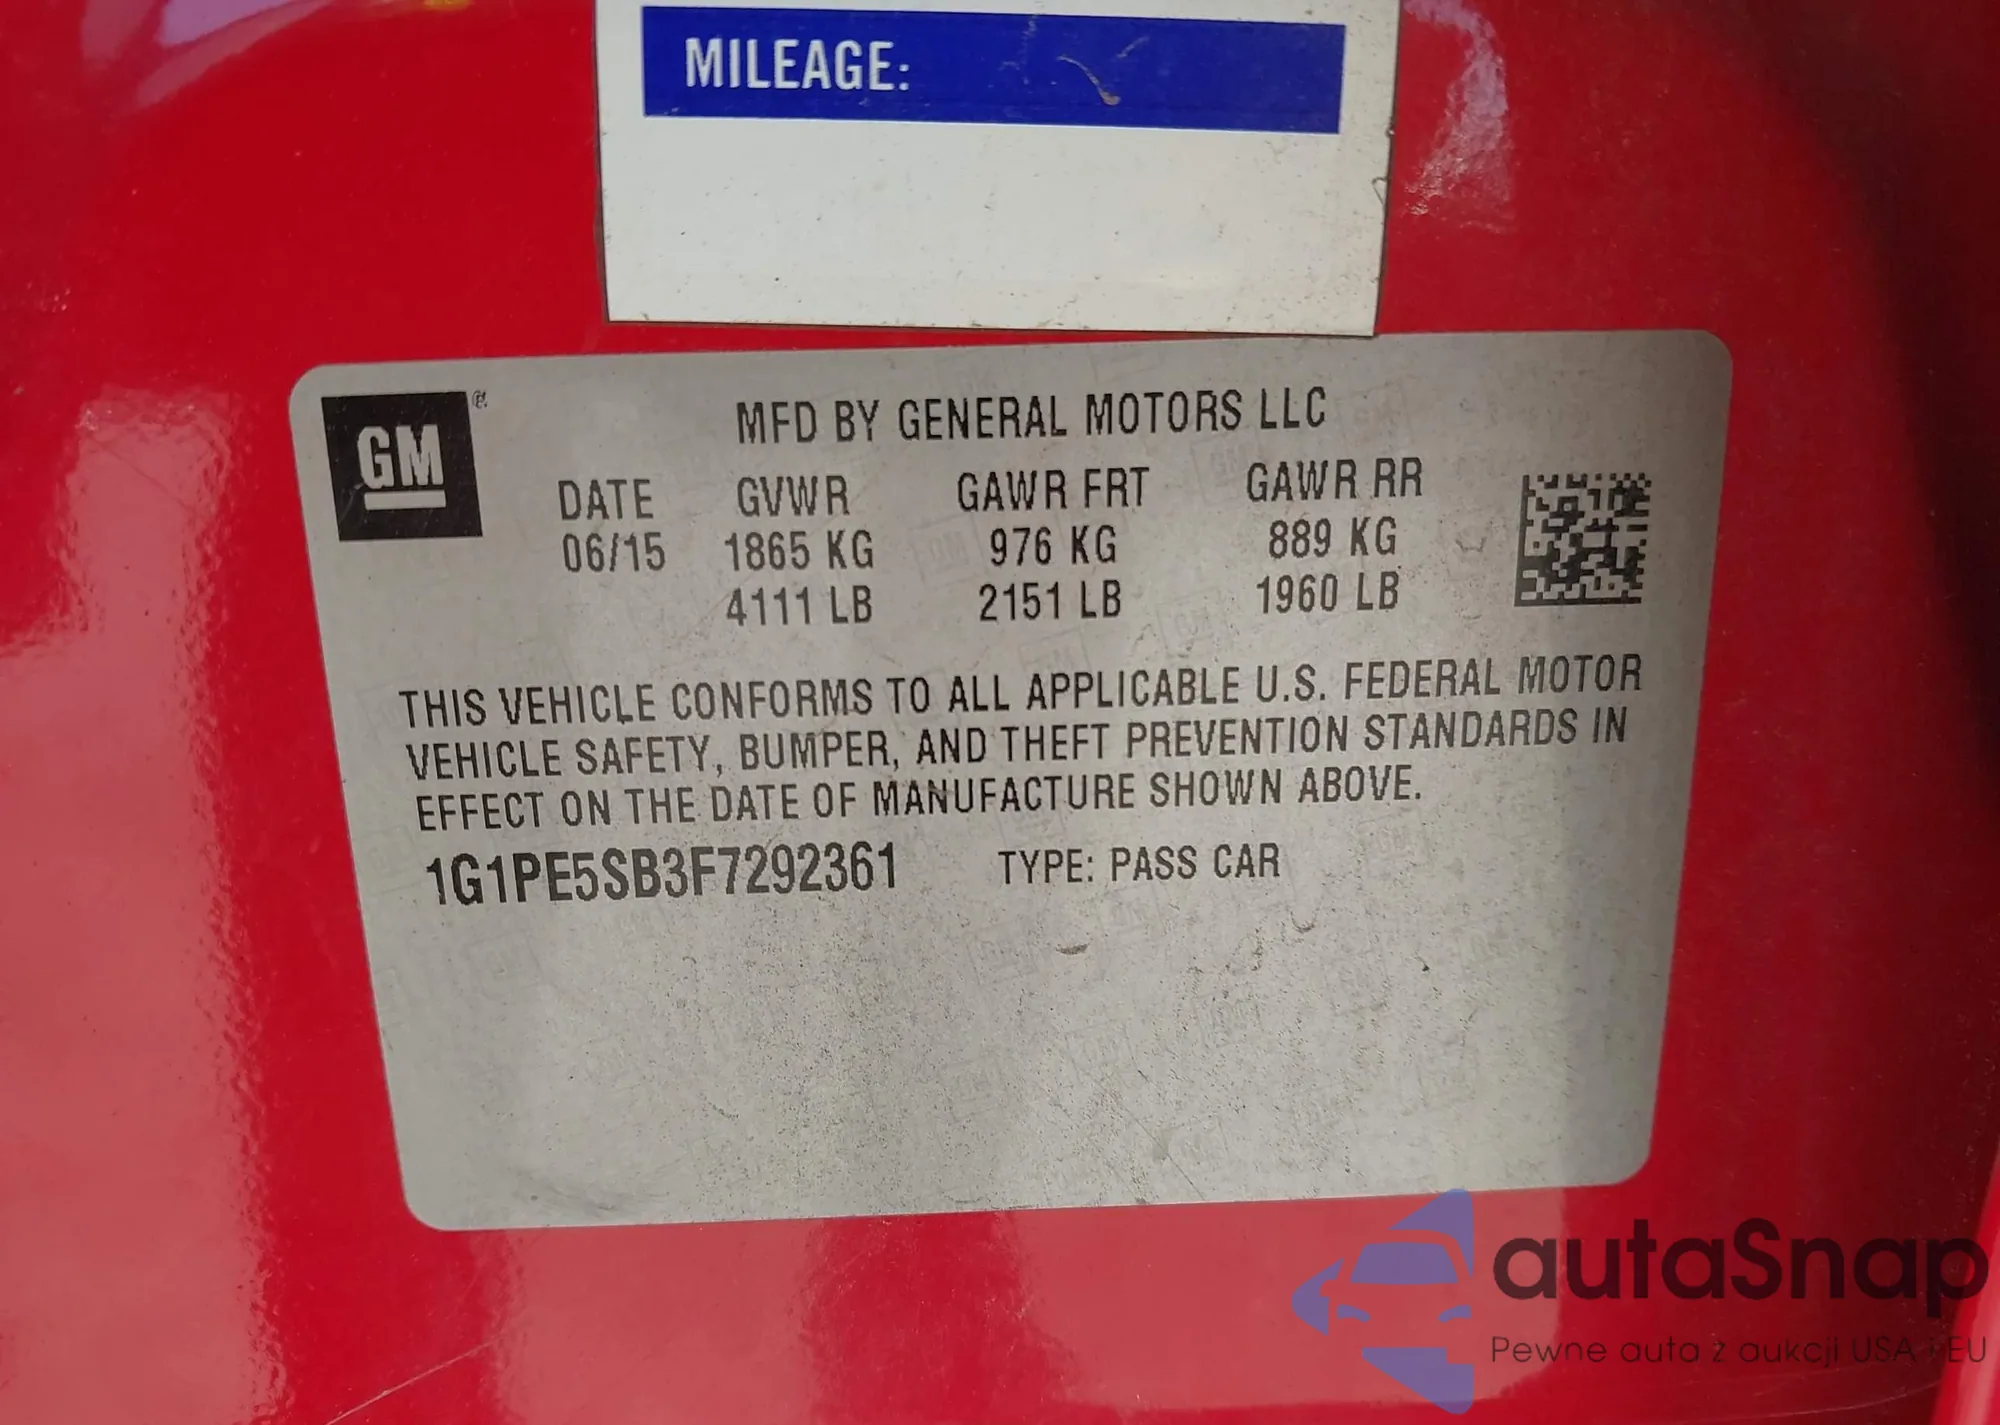 MILEAGE:
GM ®
MFD BY GENERAL MOTORS LLC
DATE GVWR GAWR FRT GAWR RR
06/15 1865 KG 976 KG 889 KG
4111 LB 2151 LB 1960 LB
THIS VEHICLE CONFORMS TO ALL APPLICABLE U.S. FEDERAL MOTOR
VEHICLE SAFETY, BUMPER, AND THEFT PREVENTION STANDARDS IN
EFFECT ON THE DATE OF MANUFACTURE SHOWN ABOVE.
1G1PE5SB3F7292361 TYPE: PASS CAR
autaSnap
Pewne auta z aukcji USA i EU